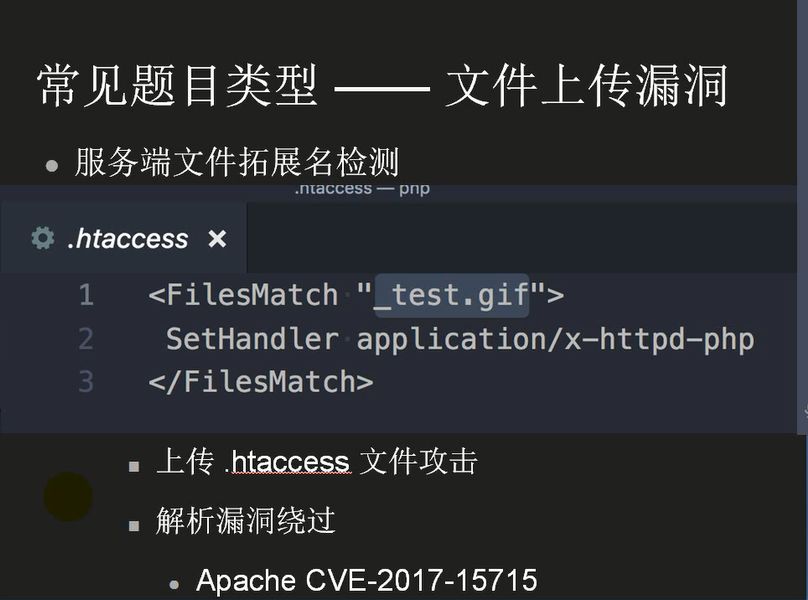 常见题目类型 —— 文件上传漏洞
服务端文件拓展名检测
.htaccess — php
.htaccess ×
1 <FilesMatch "_test.gif">
2 SetHandler application/x-httpd-php
3 </FilesMatch>
上传 .htaccess 文件攻击
解析漏洞绕过
Apache CVE-2017-15715